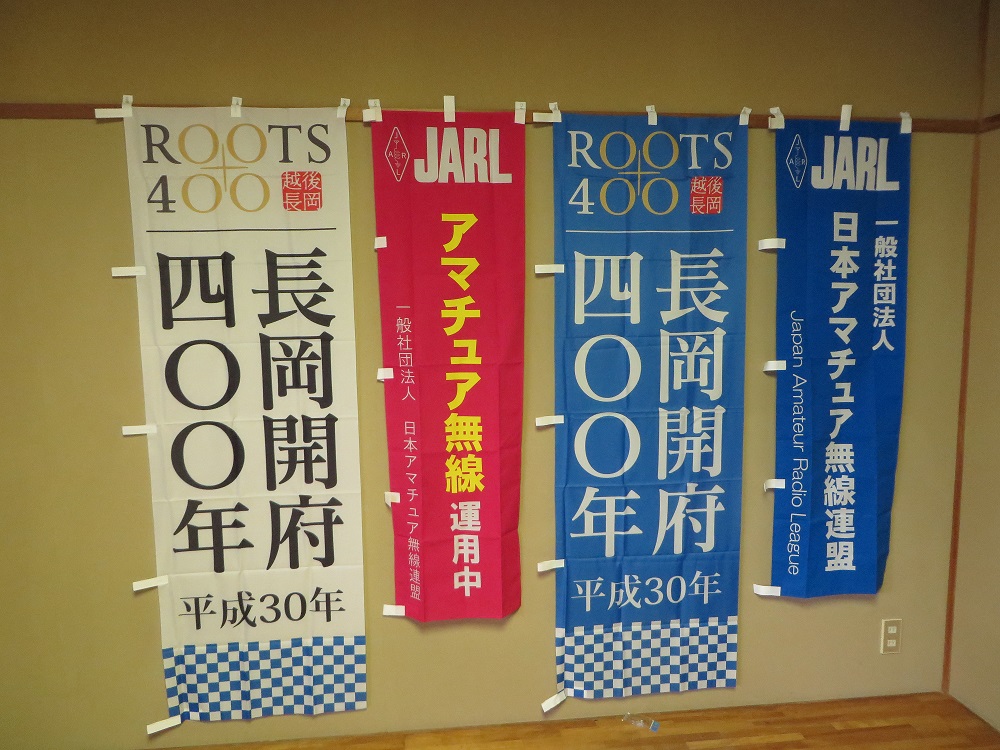 ROOTS
400
越後
長岡
長岡開府
四〇〇年
平成30年
JARL
アマチュア無線運用中
一般社団法人 日本アマチュア無線連盟
ROOTS
400
越後
長岡
長岡開府
四〇〇年
平成30年
JARL
一般社団法人
日本アマチュア無線連盟
Japan Amateur Radio League